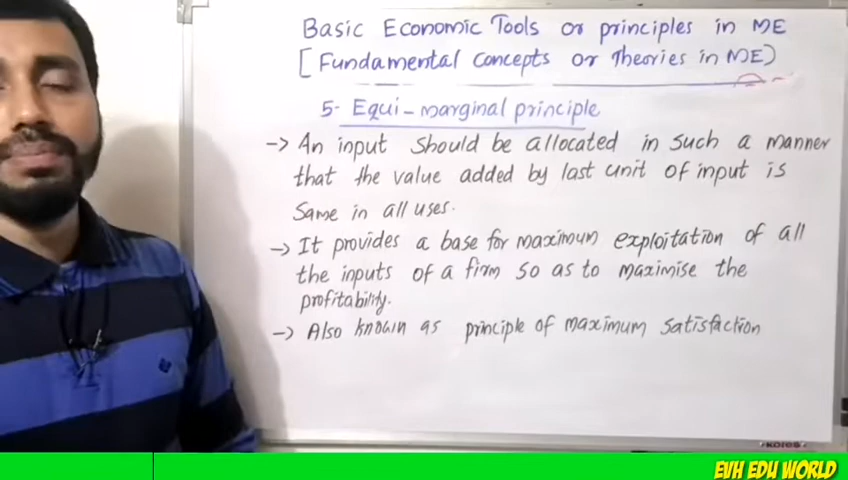 Basic Economic Tools or principles in ME
[Fundamental Concepts or Theories in ME)
5- Equi-marginal principle
-> An input should be allocated in such a manner
that the value added by last unit of input is
same in all uses.
-> It provides a base for maximum exploitation of all
the inputs of a firm so as to maximise the
profitability.
-> Also known as principle of maximum satisfaction
KORES
EVH EDU WORLD